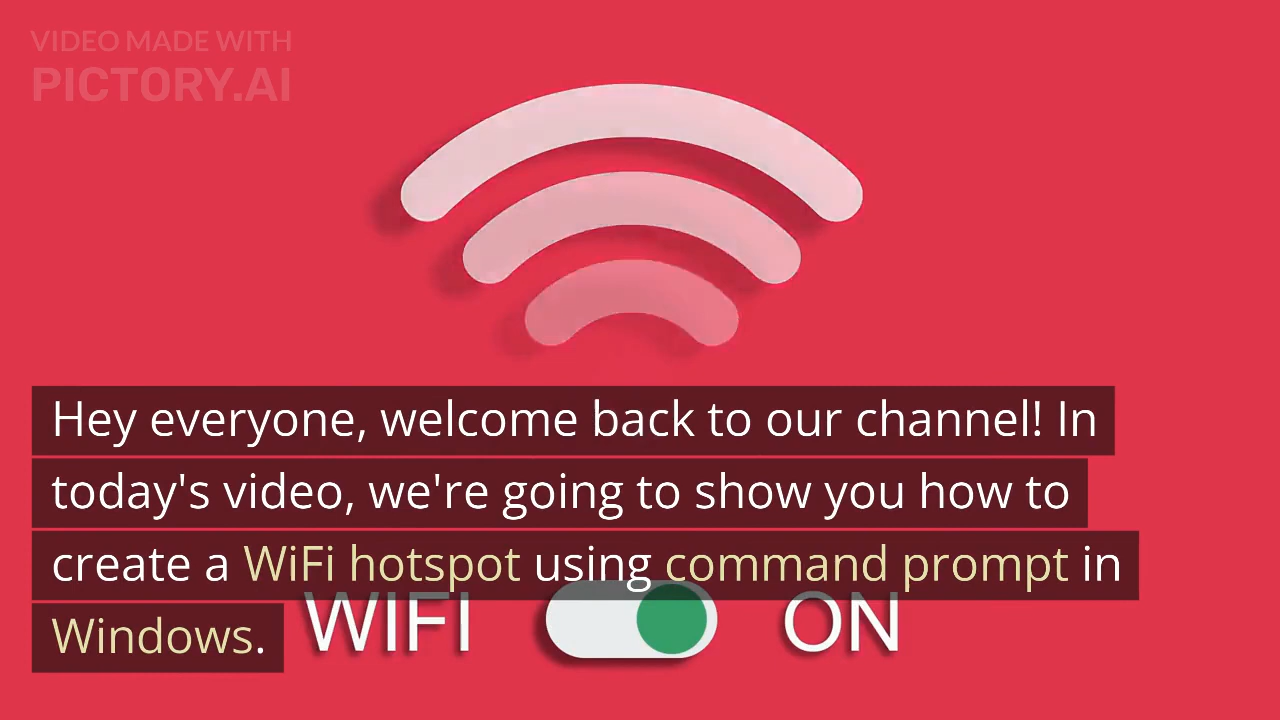 VIDEO MADE WITH
PICTORY.AI
Hey everyone, welcome back to our channel! In
today's video, we're going to show you how to
create a WiFi hotspot using command prompt in
Windows.
WIFI ON